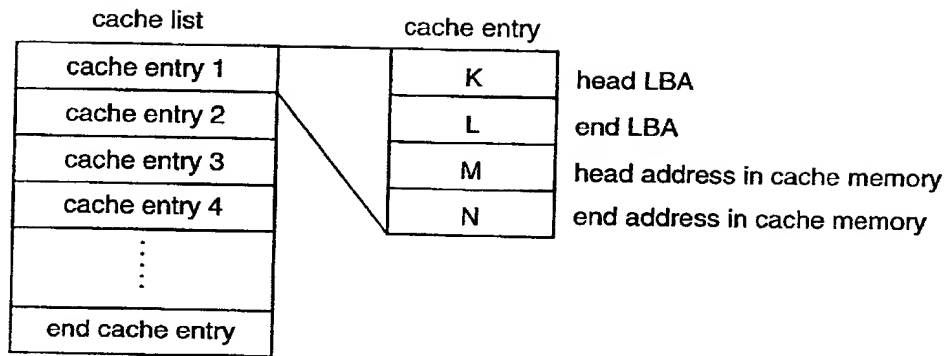 cache list
cache entry 1
cache entry 2
cache entry 3
cache entry 4
end cache entry
cache entry
K head LBA
L end LBA
M head address in cache memory
N end address in cache memory